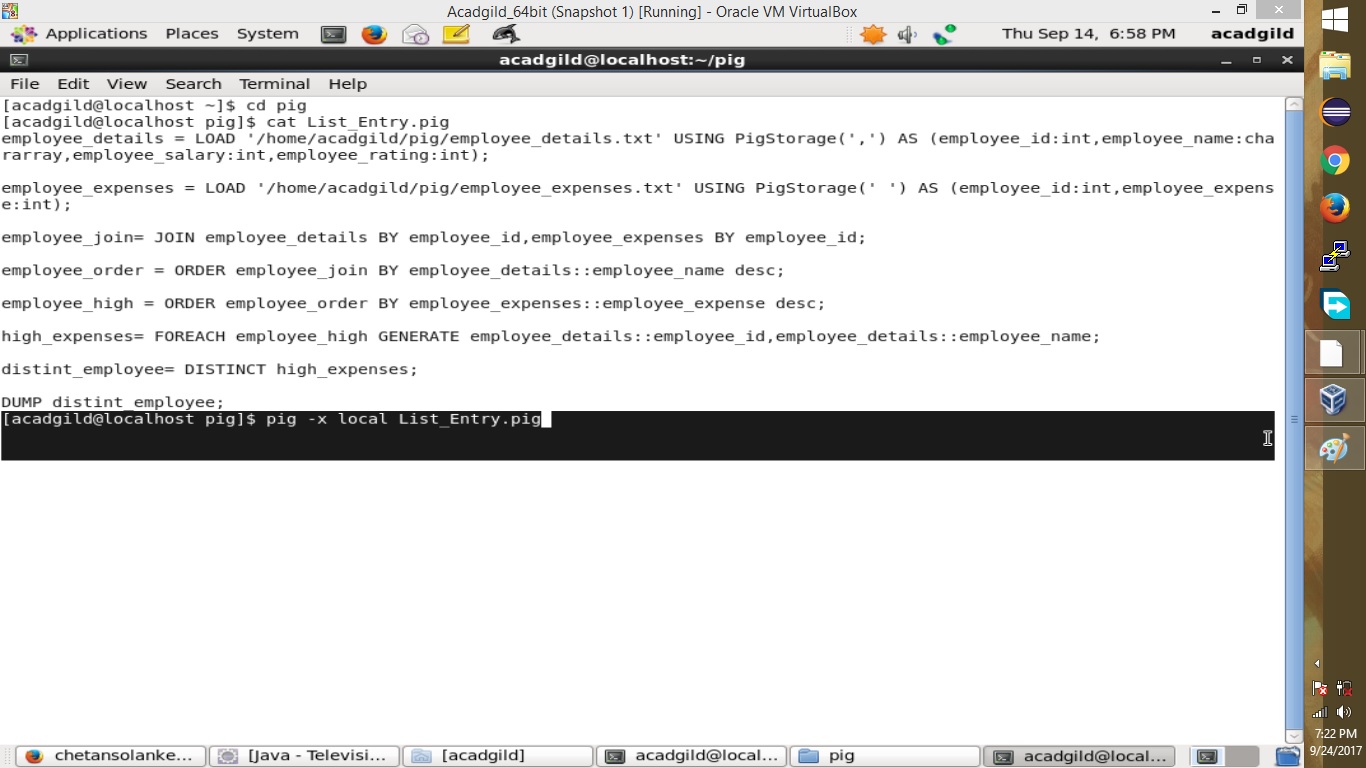 Acadgild_64bit (Snapshot 1) [Running] - Oracle VM VirtualBox
Applications Places System Thu Sep 14, 6:58 PM acadgild
acadgild@localhost:~/pig
File Edit View Search Terminal Help
[acadgild@localhost ~]$ cd pig
[acadgild@localhost pig]$ cat List_Entry.pig
employee_details = LOAD '/home/acadgild/pig/employee_details.txt' USING PigStorage(',') AS (employee_id:int,employee_name:cha
rarray,employee_salary:int,employee_rating:int);
employee_expenses = LOAD '/home/acadgild/pig/employee_expenses.txt' USING PigStorage(' ') AS (employee_id:int,employee_expens
e:int);
employee_join= JOIN employee_details BY employee_id,employee_expenses BY employee_id;
employee_order = ORDER employee_join BY employee_details::employee_name desc;
employee_high = ORDER employee_order BY employee_expenses::employee_expense desc;
high_expenses= FOREACH employee_high GENERATE employee_details::employee_id,employee_details::employee_name;
distint_employee= DISTINCT high_expenses;
DUMP distint_employee;
[acadgild@localhost pig]$ pig -x local List_Entry.pig
chetansolanke... [Java - Televisi... [acadgild] acadgild@local... pig acadgild@local...
7:22 PM
9/24/2017